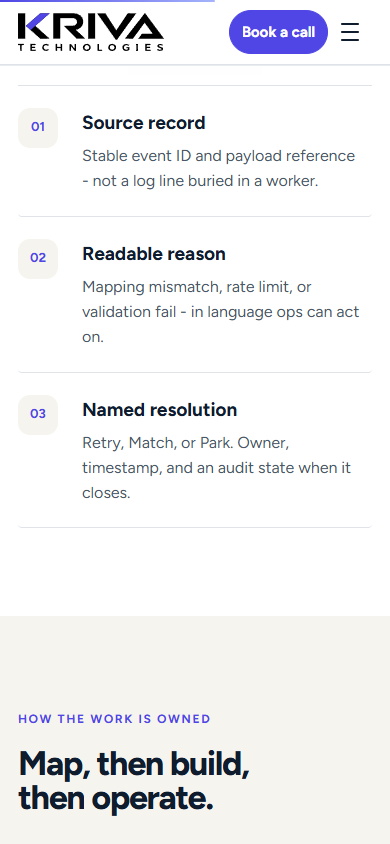 KRIVA
TECHNOLOGIES
Book a call
01
Source record
Stable event ID and payload reference
- not a log line buried in a worker.
02
Readable reason
Mapping mismatch, rate limit, or
validation fail - in language ops can act
on.
03
Named resolution
Retry, Match, or Park. Owner,
timestamp, and an audit state when it
closes.
HOW THE WORK IS OWNED
Map, then build,
then operate.